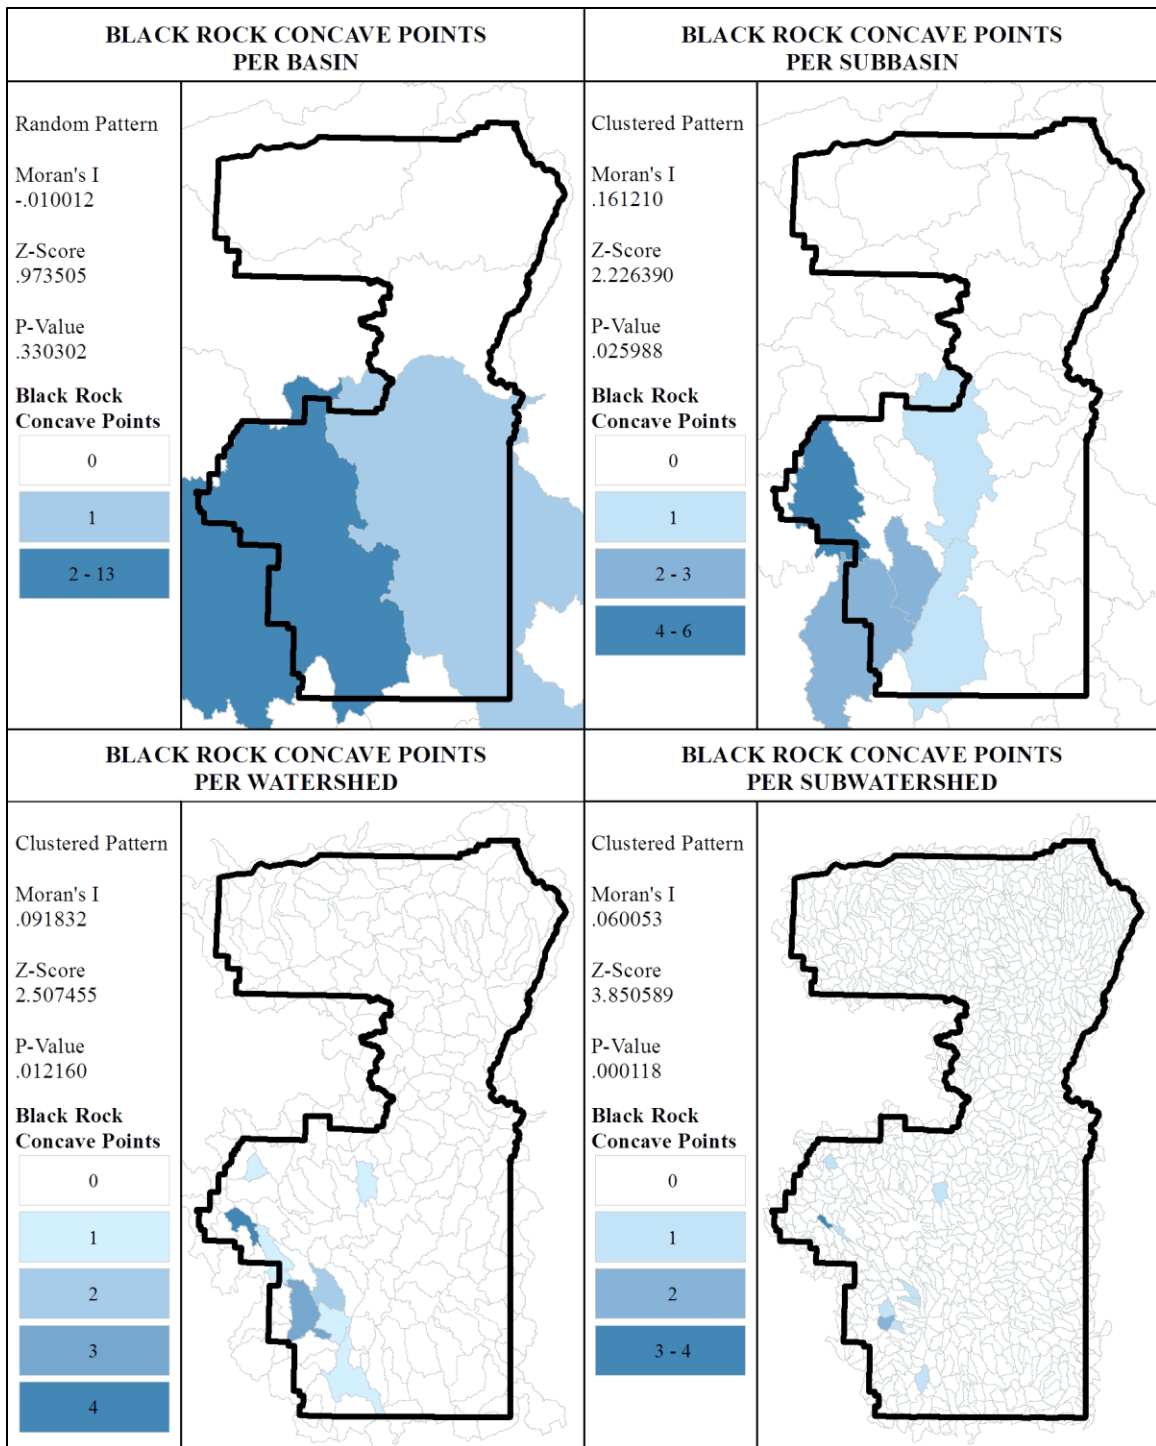 BLACK ROCK CONCAVE POINTS
PER BASIN
Random Pattern
Moran's I
-.010012
Z-Score
.973505
P-Value
.330302
Black Rock
Concave Points
0
1
2 - 13
BLACK ROCK CONCAVE POINTS
PER SUBBASIN
Clustered Pattern
Moran's I
.161210
Z-Score
2.226390
P-Value
.025988
Black Rock
Concave Points
0
1
2 - 3
4 - 6
BLACK ROCK CONCAVE POINTS
PER WATERSHED
Clustered Pattern
Moran's I
.091832
Z-Score
2.507455
P-Value
.012160
Black Rock
Concave Points
0
1
2
3
4
BLACK ROCK CONCAVE POINTS
PER SUBWATERSHED
Clustered Pattern
Moran's I
.060053
Z-Score
3.850589
P-Value
.000118
Black Rock
Concave Points
0
1
2
3 - 4